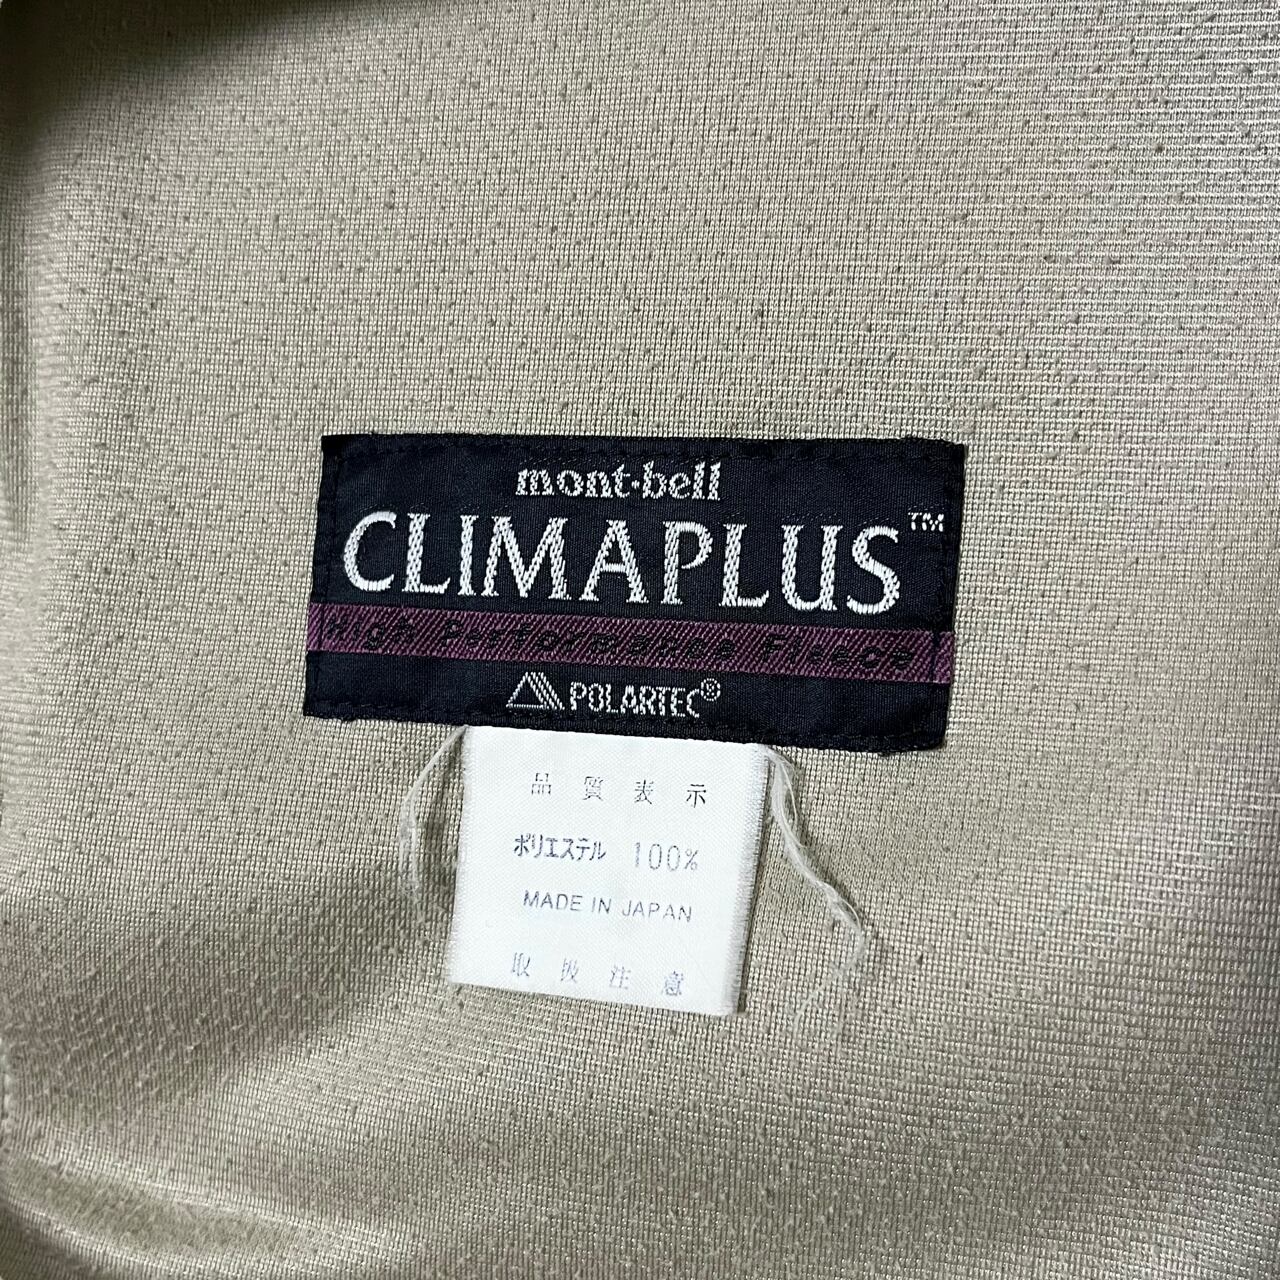 mont-bell
CLIMAPLUS™
High Performance Fleece
POLARTEC®
品質表示
ポリエステル 100%
MADE IN JAPAN
取扱注意